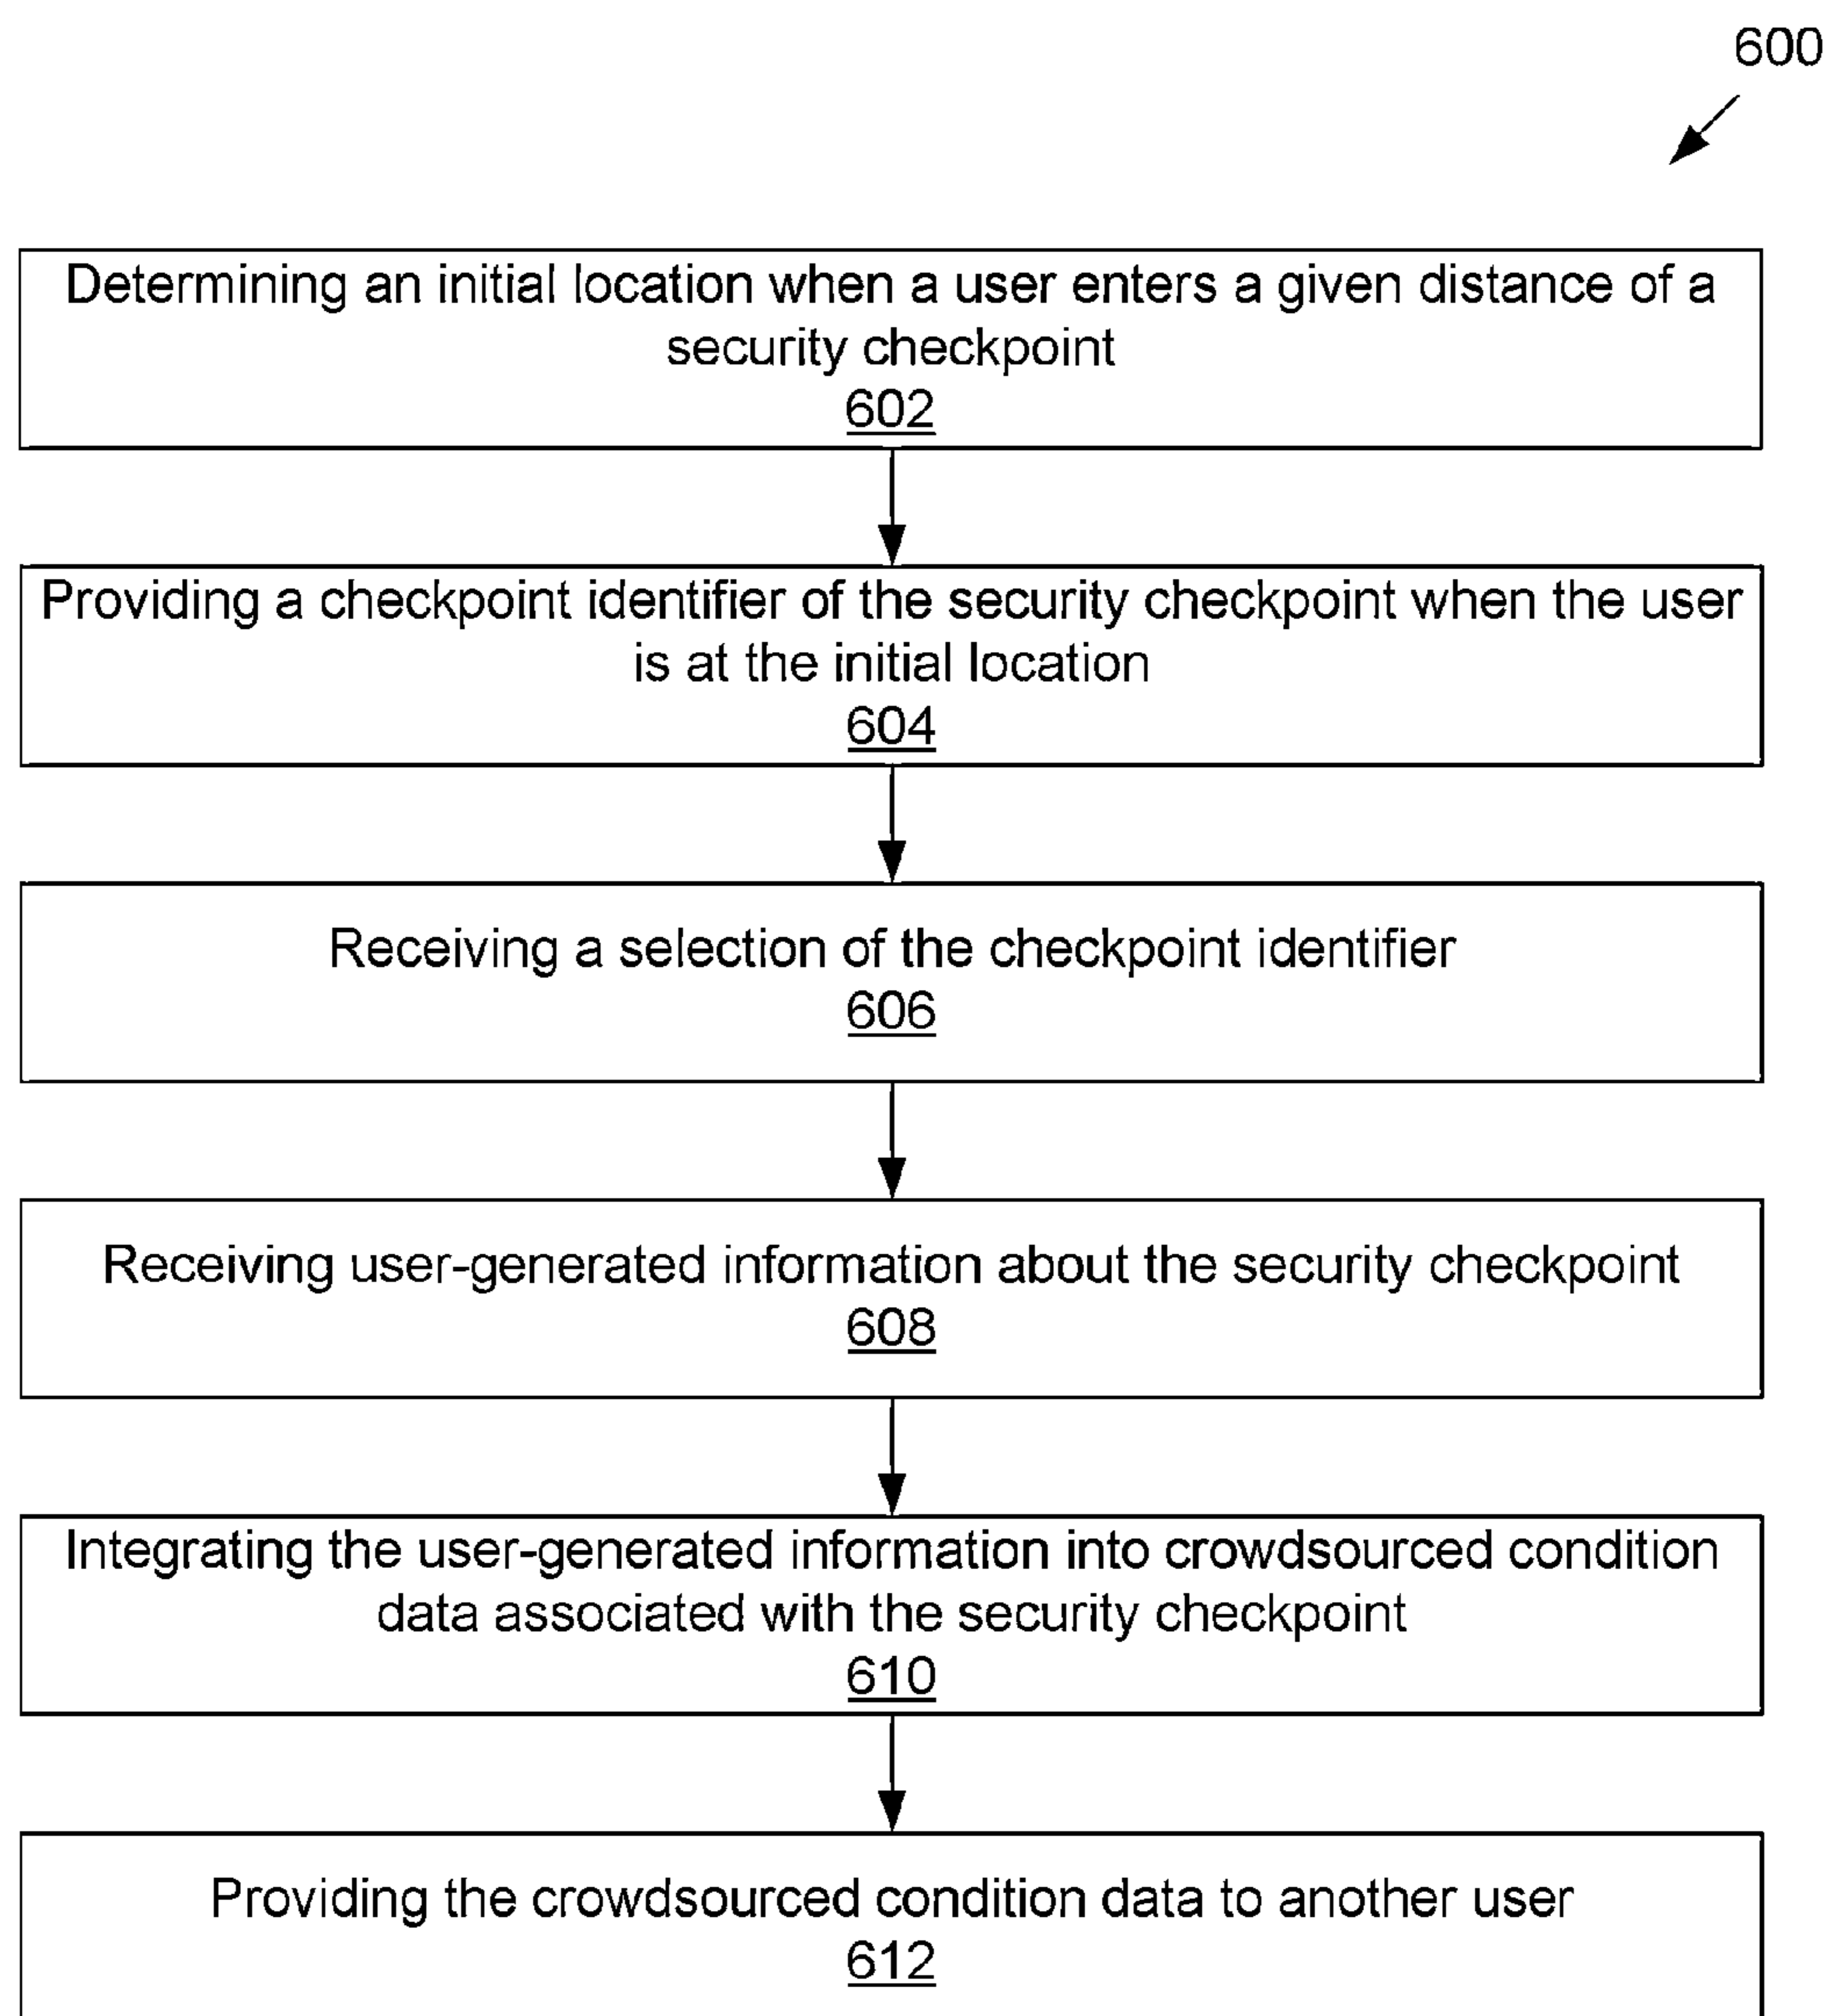 600
Determining an initial location when a user enters a given distance of a
security checkpoint
602
Providing a checkpoint identifier of the security checkpoint when the user
is at the initial location
604
Receiving a selection of the checkpoint identifier
606
Receiving user-generated information about the security checkpoint
608
Integrating the user-generated information into crowdsourced condition
data associated with the security checkpoint
610
Providing the crowdsourced condition data to another user
612